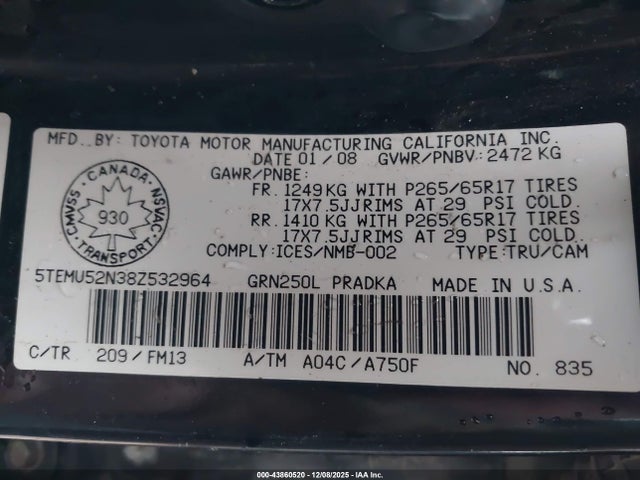 MFD. BY: TOYOTA MOTOR MANUFACTURING CALIFORNIA INC.
DATE 01/08 GVWR/PNBV: 2472 KG
GAWR/PNBE:
FR. 1249 KG WITH P265/65R17 TIRES
17X7.5JJRIMS AT 29 PSI COLD.
RR. 1410 KG WITH P265/65R17 TIRES
17X7.5JJRIMS AT 29 PSI COLD.
COMPLY: ICES/NMB-002 TYPE: TRU/CAM
CANADA
CMVSS NSVAC
930
TRANSPORT
5TEMU52N38Z532964 GRN250L PRADKA MADE IN U.S.A.
C/TR 209/FM13 A/TM A04C/A750F NO. 835
000-43860520 - 12/08/2025 - IAA Inc.